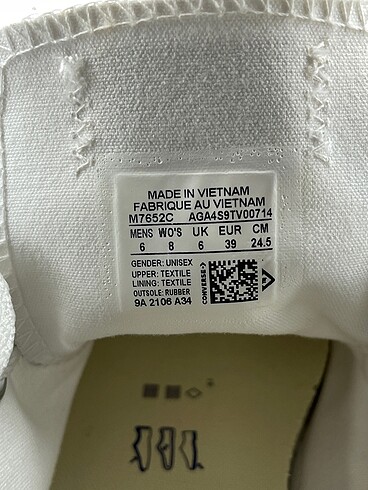 MADE IN VIETNAM
FABRIQUE AU VIETNAM
M7652C AGA4S9TV00714
MENS WO'S UK EUR CM
6 8 6 39 24.5
GENDER: UNISEX
UPPER: TEXTILE
LINING: TEXTILE
OUTSOLE: RUBBER
9A 2106 A34
CONVERSE